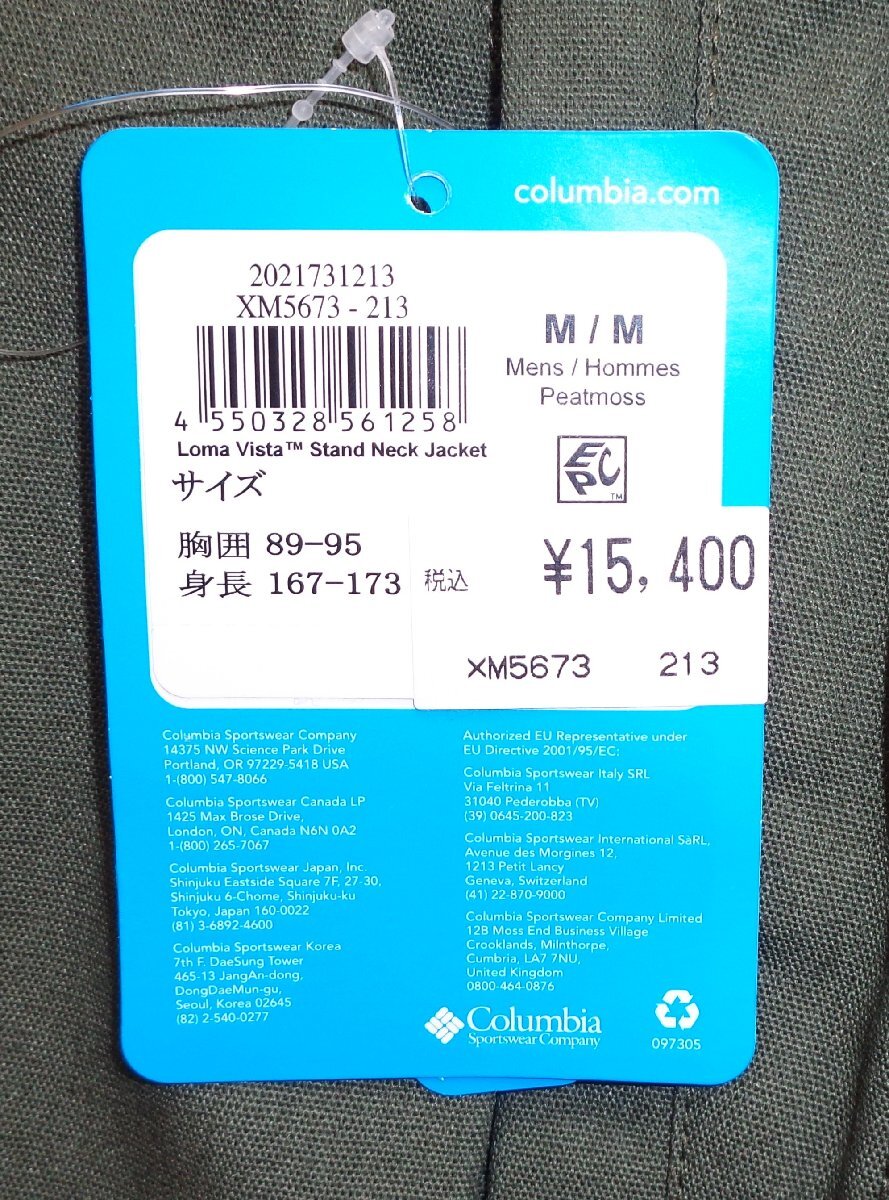 columbia.com
2021731213
XM5673 - 213
4 550328 561258
Loma Vista™ Stand Neck Jacket
サイズ
胸囲 89-95
身長 167-173
M / M
Mens / Hommes
Peatmoss
EPC™
税込 ¥15,400
XM5673 213
Columbia Sportswear Company
14375 NW Science Park Drive
Portland, OR 97229-5418 USA
1-(800) 547-8066
Columbia Sportswear Canada LP
1425 Max Brose Drive,
London, ON, Canada N6N 0A2
1-(800) 265-7067
Columbia Sportswear Japan, Inc.
Shinjuku Eastside Square 7F, 27-30,
Shinjuku 6-Chome, Shinjuku-ku
Tokyo, Japan 160-0022
(81) 3-6892-4600
Columbia Sportswear Korea
7th F. DaeSung Tower
465-13 JangAn-dong,
DongDaeMun-gu,
Seoul, Korea 02645
(82) 2-540-0277
Authorized EU Representative under
EU Directive 2001/95/EC:
Columbia Sportswear Italy SRL
Via Feltrina 11
31040 Pederobba (TV)
(39) 0645-200-823
Columbia Sportswear International SàRL,
Avenue des Morgines 12,
1213 Petit Lancy
Geneva, Switzerland
(41) 22-870-9000
Columbia Sportswear Company Limited
12B Moss End Business Village
Crooklands, Milnthorpe,
Cumbria, LA7 7NU,
United Kingdom
0800-464-0876
Columbia
Sportswear Company
097305